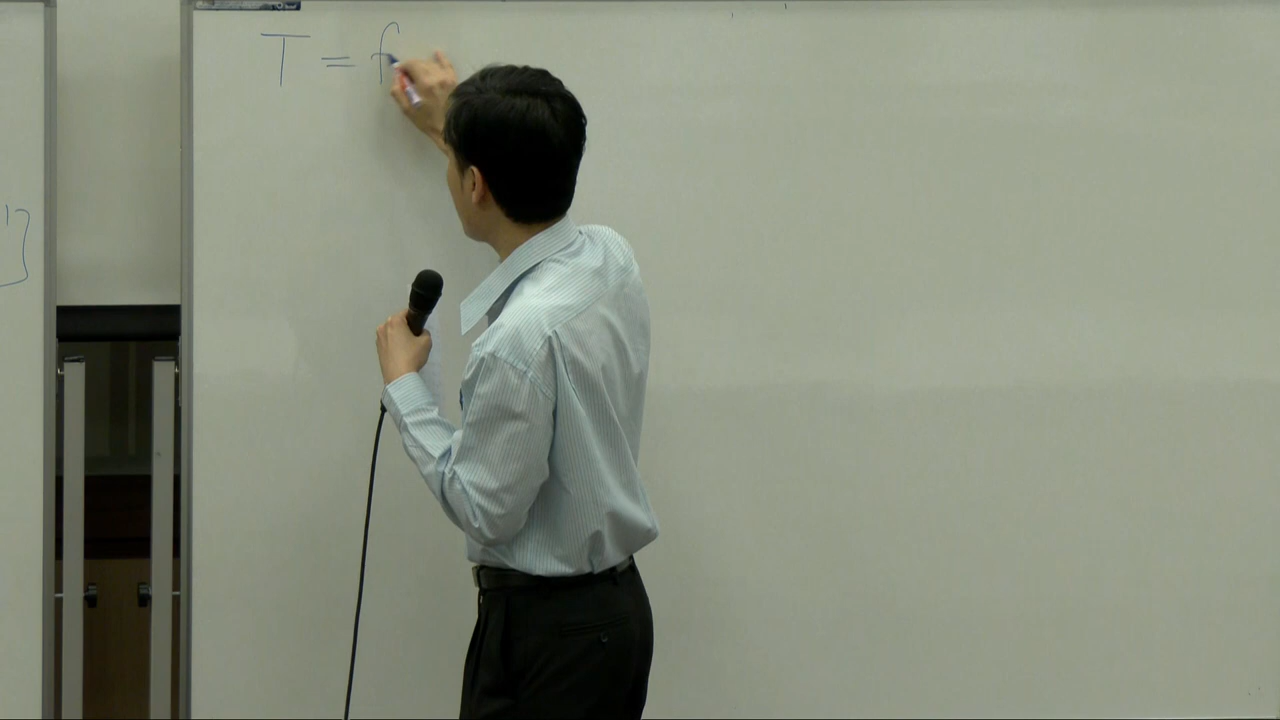 T = f